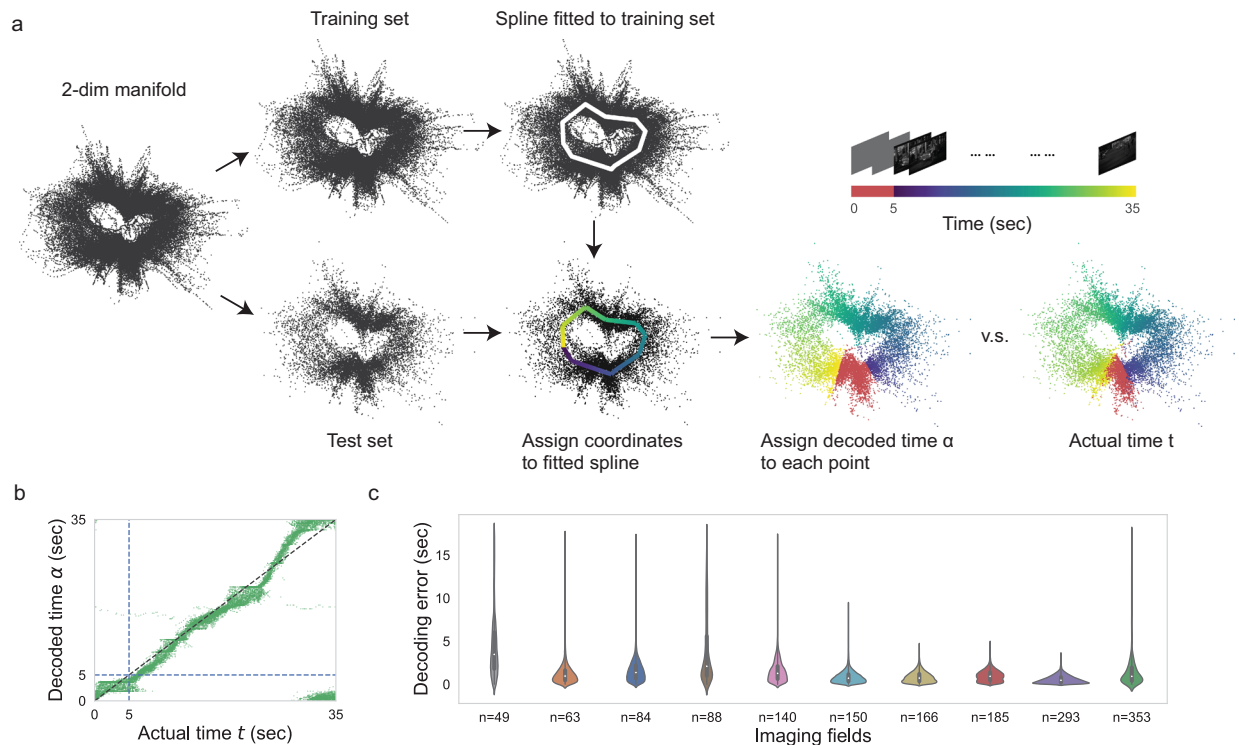 a
Training set
Spline fitted to training set
2-dim manifold
... ...
... ...
0
5
35
Time (sec)
v.s.
Test set
Assign coordinates
to fitted spline
Assign decoded time α
to each point
Actual time t
b
35
5
0
Decoded time α (sec)
0
5
35
Actual time t (sec)
c
Decoding error (sec)
15
10
5
0
n=49
n=63
n=84
n=88
n=140
n=150
n=166
n=185
n=293
n=353
Imaging fields